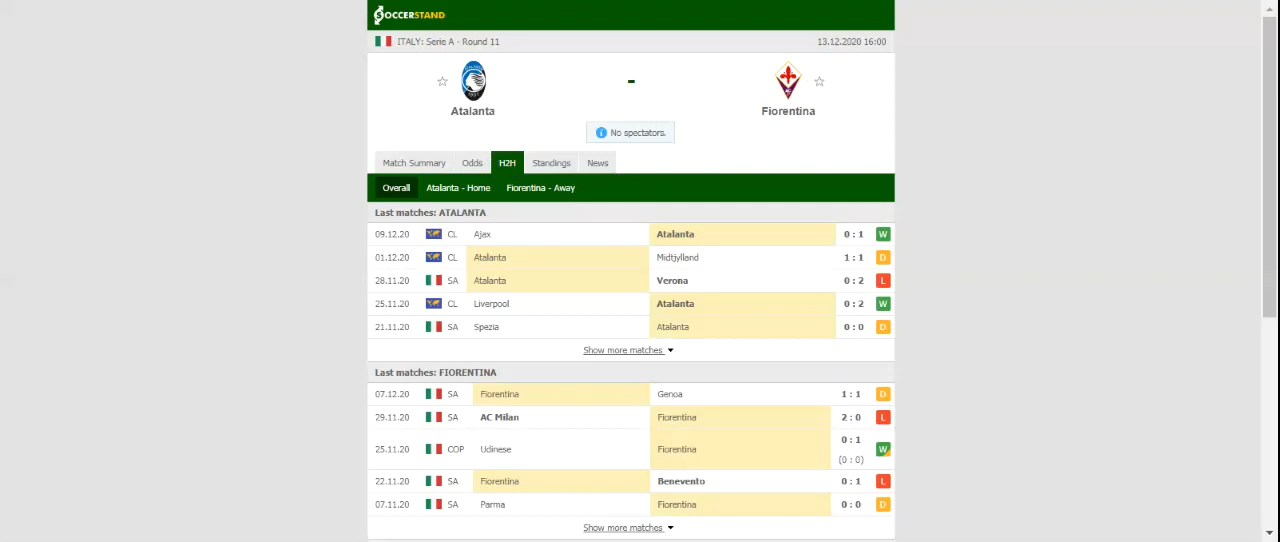 SOCCERSTAND
ITALY: Serie A - Round 11 13.12.2020 16:00
-
Atalanta Fiorentina
No spectators.
Match Summary Odds H2H Standings News
Overall Atalanta - Home Fiorentina - Away
Last matches: ATALANTA
09.12.20 CL Ajax Atalanta 0 : 1 W
01.12.20 CL Atalanta Midtjylland 1 : 1 D
28.11.20 SA Atalanta Verona 0 : 2 L
25.11.20 CL Liverpool Atalanta 0 : 2 W
21.11.20 SA Spezia Atalanta 0 : 0 D
Show more matches
Last matches: FIORENTINA
07.12.20 SA Fiorentina Genoa 1 : 1 D
29.11.20 SA AC Milan Fiorentina 2 : 0 L
25.11.20 COP Udinese Fiorentina 0 : 1 (0 : 0) W
22.11.20 SA Fiorentina Benevento 0 : 1 L
07.11.20 SA Parma Fiorentina 0 : 0 D
Show more matches